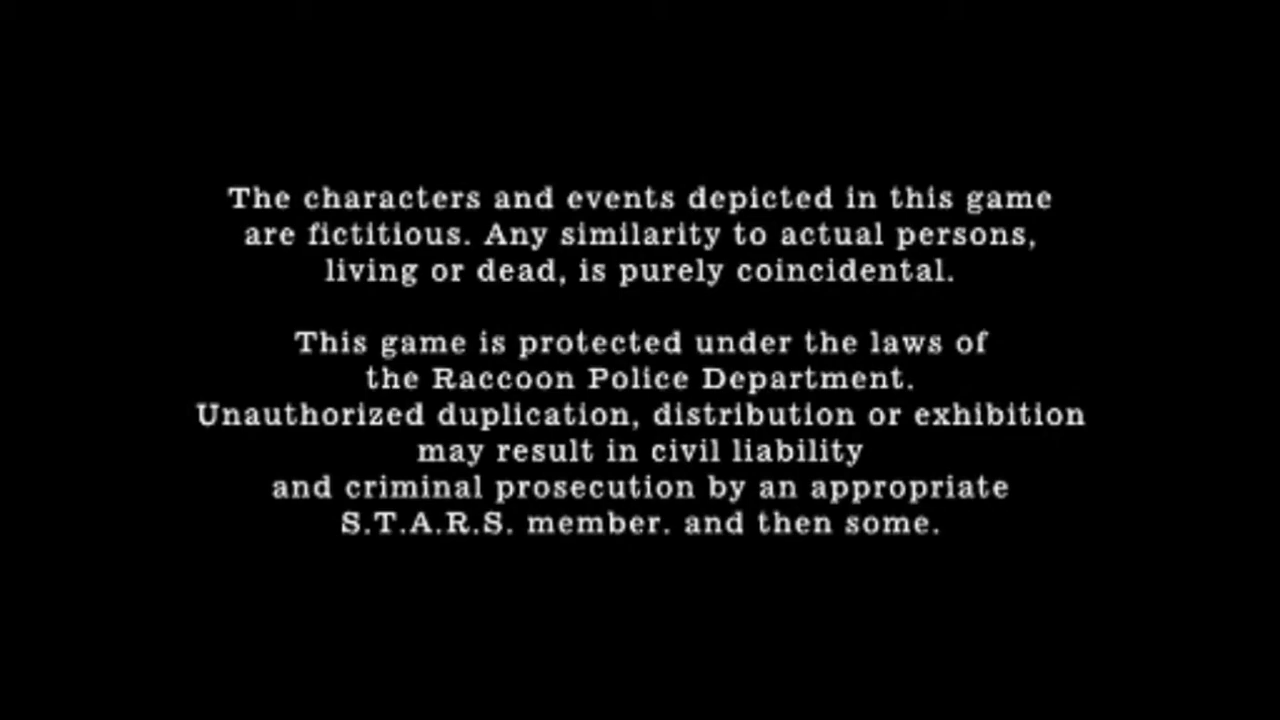 The characters and events depicted in this game
are fictitious. Any similarity to actual persons,
living or dead, is purely coincidental.
This game is protected under the laws of
the Raccoon Police Department.
Unauthorized duplication, distribution or exhibition
may result in civil liability
and criminal prosecution by an appropriate
S.T.A.R.S. member. and then some.